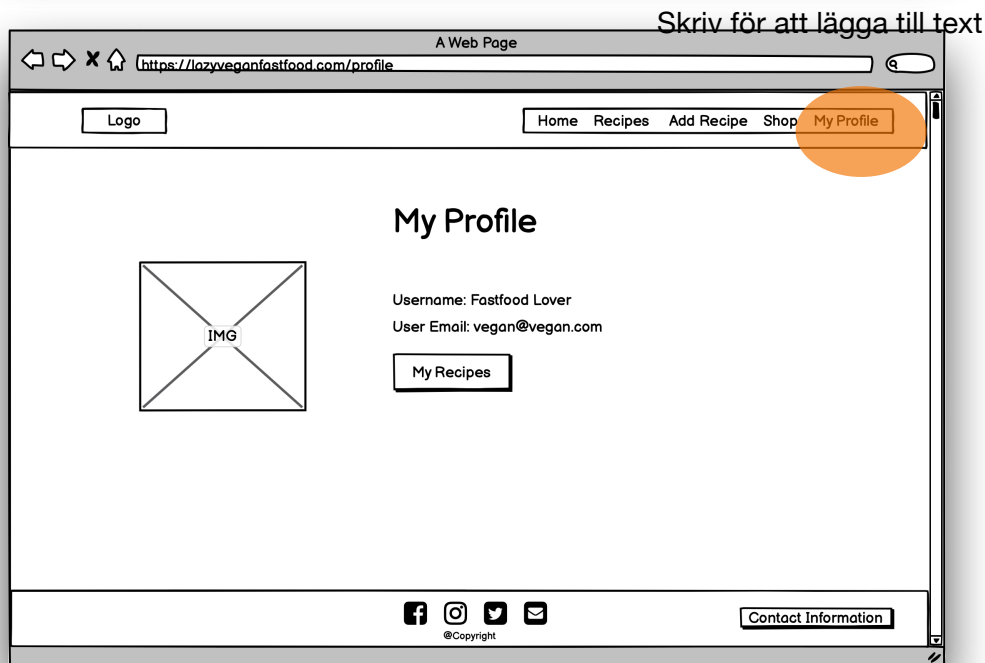 Skriv för att lägga till text
A Web Page
https://lazyveganfastfood.com/profile
Logo
Home Recipes Add Recipe Shop My Profile
My Profile
IMG
Username: Fastfood Lover
User Email: vegan@vegan.com
My Recipes
@Copyright
Contact Information